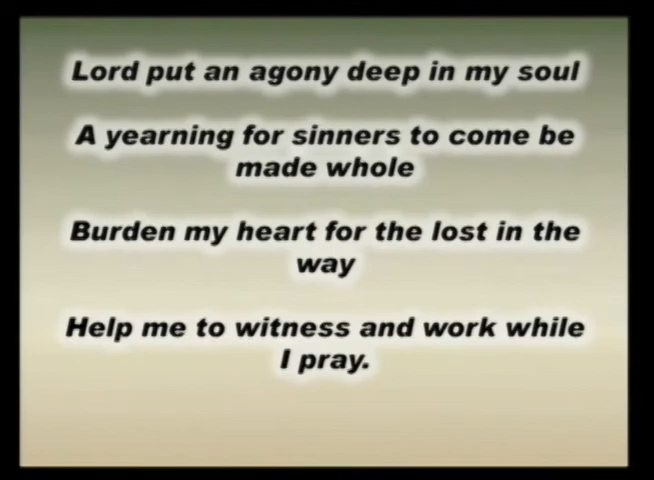 Lord put an agony deep in my soul
A yearning for sinners to come be
made whole
Burden my heart for the lost in the
way
Help me to witness and work while
I pray.